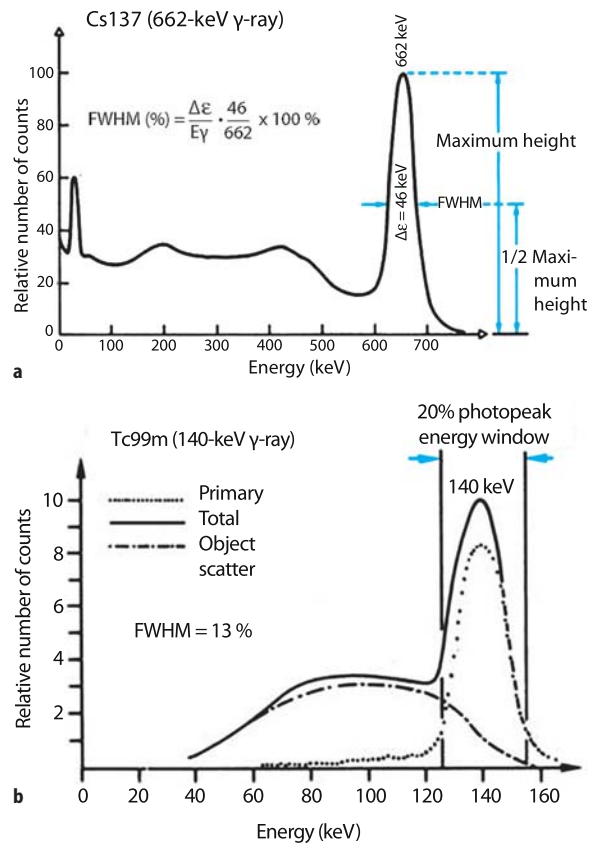 Cs137 (662-keV γ-ray)
Relative number of counts
100
80
60
40
20
0
FWHM (%) = Δε/Eγ · 46/662 x 100 %
662 keV
Δε = 46 keV
Maximum height
FWHM
1/2 Maxi-
mum
height
0
100
200
300
400
500
600
700
Energy (keV)
a
20% photopeak
energy window
Tc99m (140-keV γ-ray)
Primary
Total
Object
scatter
140 keV
FWHM = 13 %
Relative number of counts
10
8
6
4
2
0
20
40
60
80
100
120
140
160
Energy (keV)
b